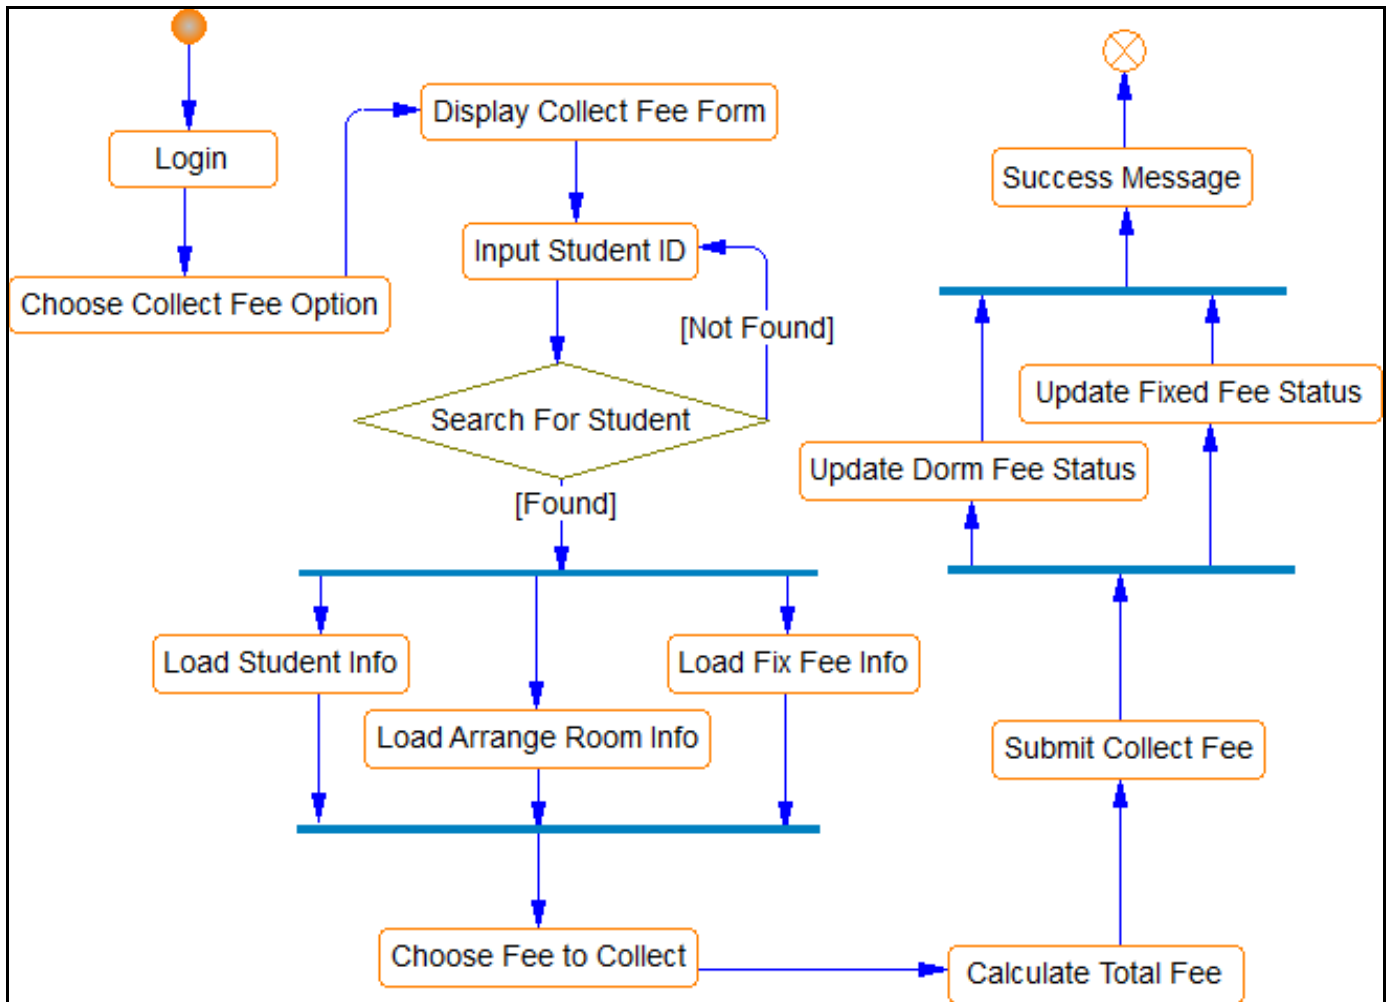 Login
Choose Collect Fee Option
Display Collect Fee Form
Input Student ID
[Not Found]
Search For Student
[Found]
Load Student Info
Load Arrange Room Info
Load Fix Fee Info
Choose Fee to Collect
Calculate Total Fee
Submit Collect Fee
Update Dorm Fee Status
Update Fixed Fee Status
Success Message